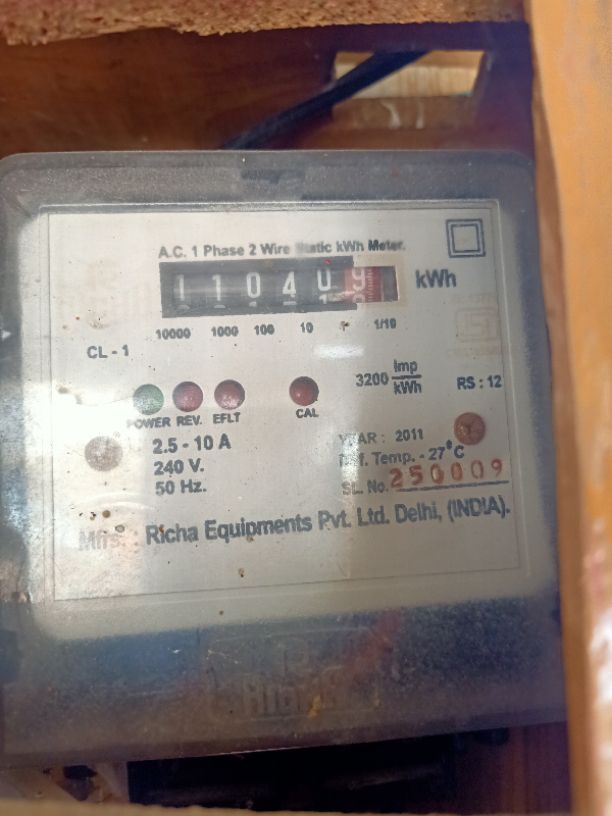 A.C. 1 Phase 2 Wire Static kWh Meter.
110409 kWh
10000 1000 100 10 1 1/10
CL - 1
3200 Imp/kWh
RS : 12
POWER REV. EFLT CAL
2.5 - 10 A
240 V.
50 Hz.
YEAR : 2011
Ref. Temp. - 27°C
SL. No. 250009
Mfrs. : Richa Equipments Pvt. Ltd. Delhi, (INDIA).